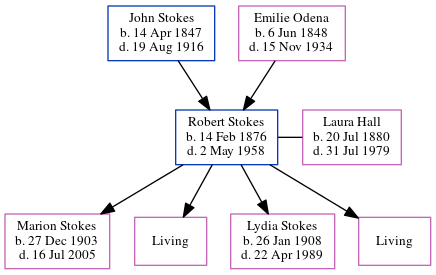 John Stokes
b. 14 Apr 1847
d. 19 Aug 1916
Emilie Odena
b. 6 Jun 1848
d. 15 Nov 1934
Robert Stokes
b. 14 Feb 1876
d. 2 May 1958
Laura Hall
b. 20 Jul 1880
d. 31 Jul 1979
Marion Stokes
b. 27 Dec 1903
d. 16 Jul 2005
Living
Lydia Stokes
b. 26 Jan 1908
d. 22 Apr 1989
Living